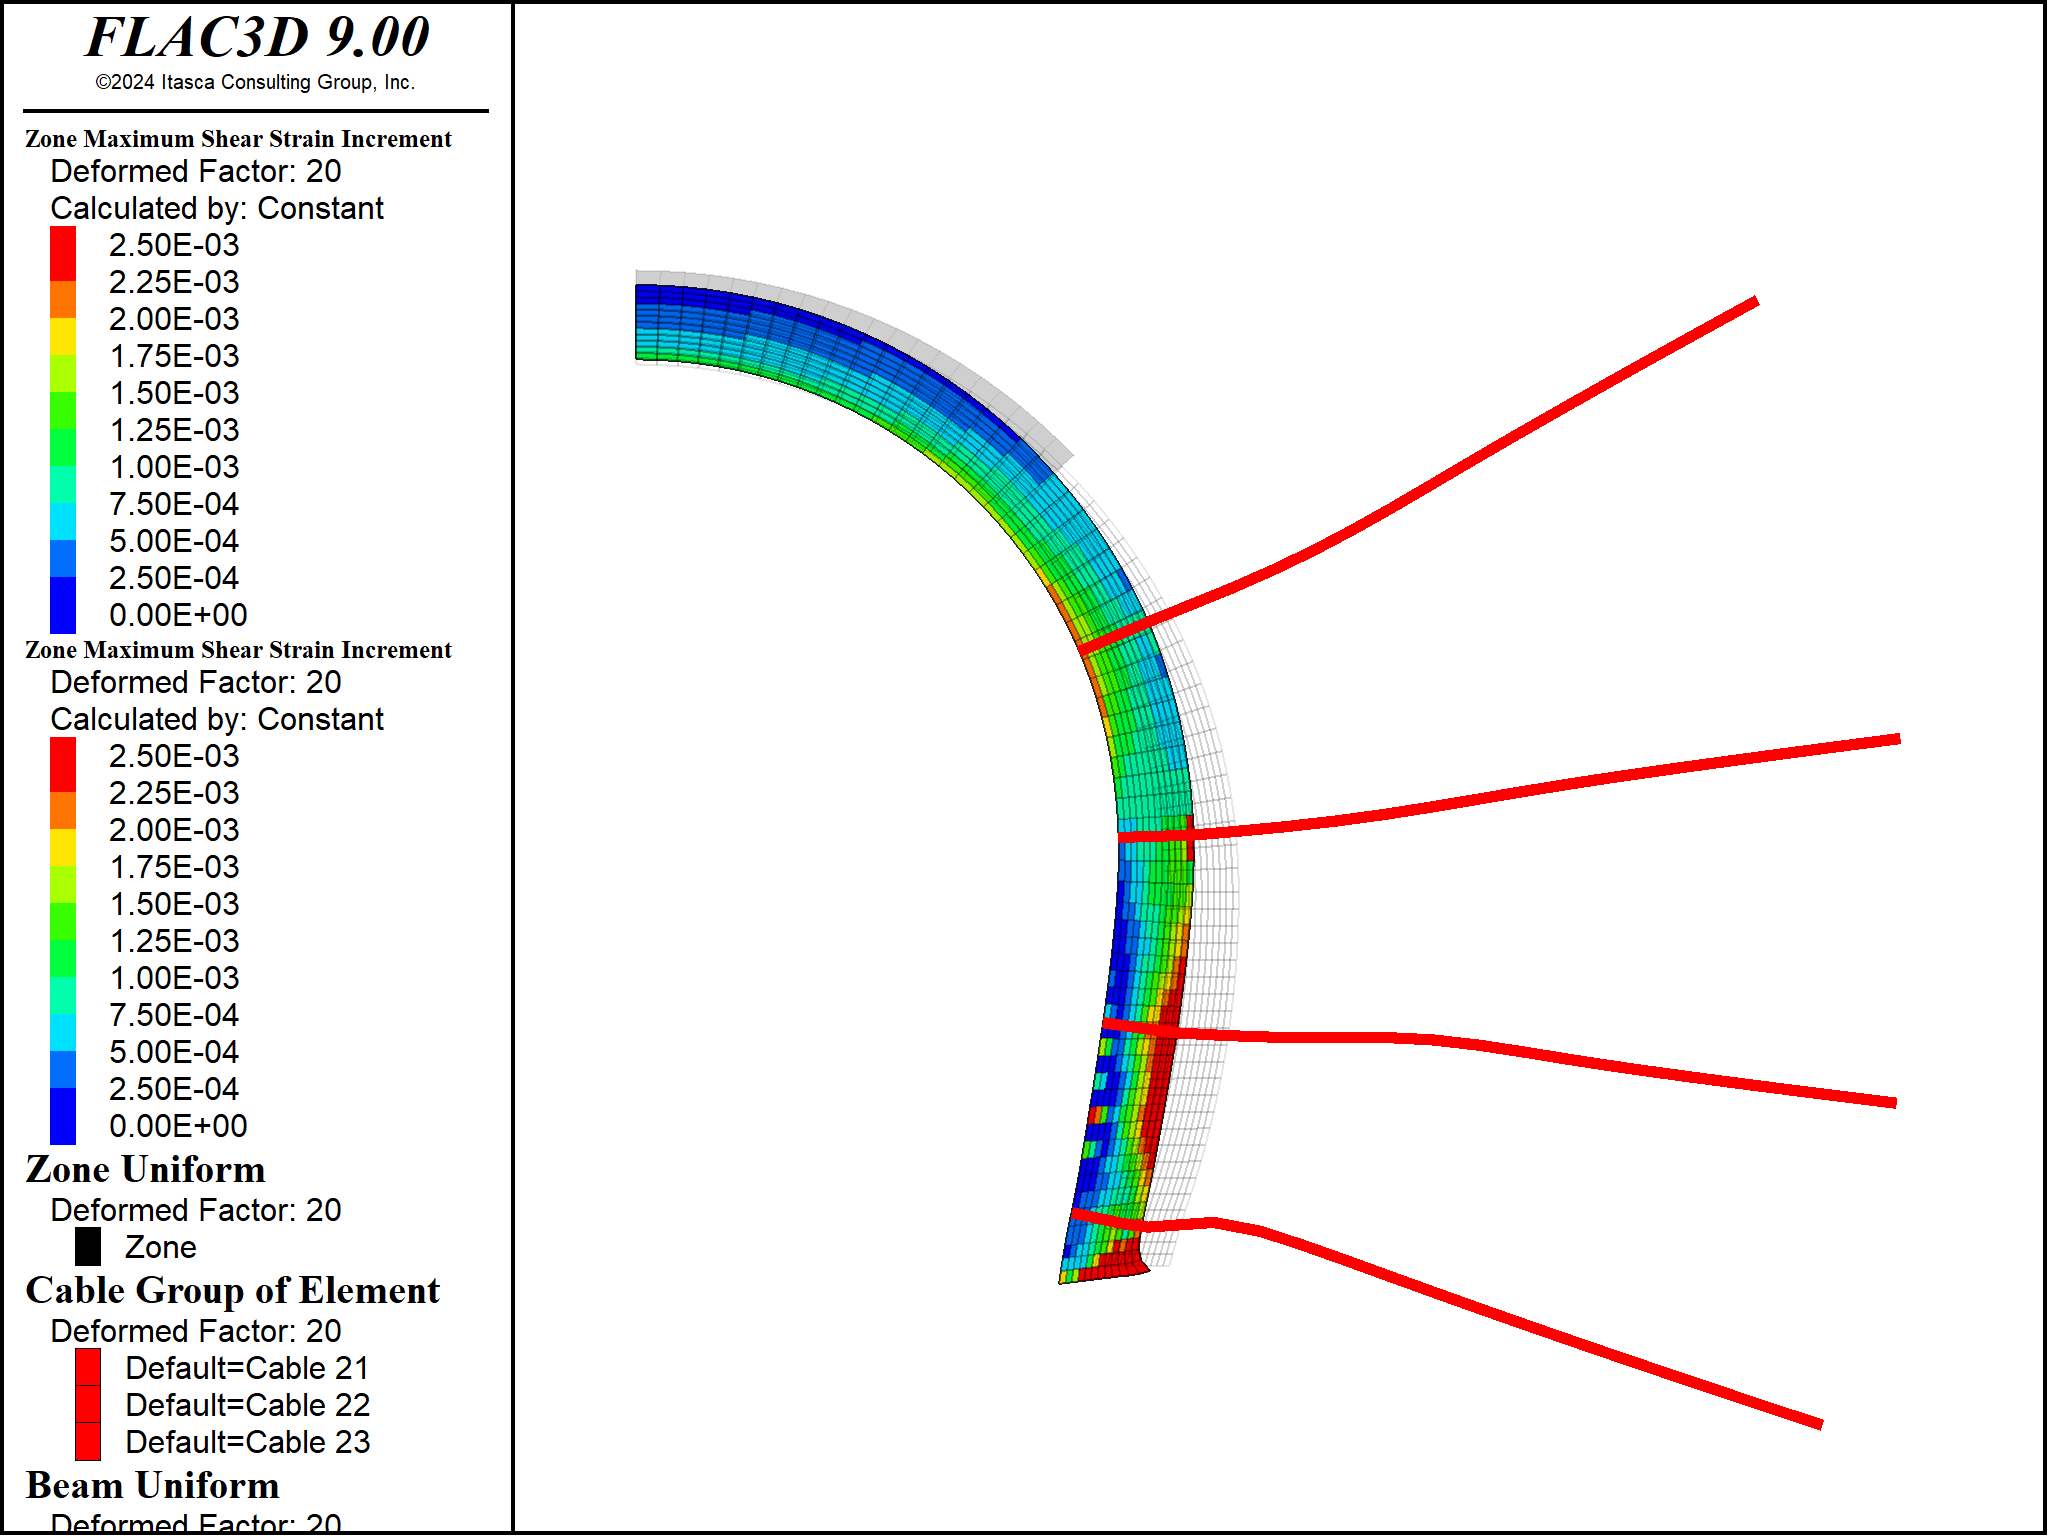 FLAC3D 9.00
©2024 Itasca Consulting Group, Inc.
Zone Maximum Shear Strain Increment
Deformed Factor: 20
Calculated by: Constant
2.50E-03
2.25E-03
2.00E-03
1.75E-03
1.50E-03
1.25E-03
1.00E-03
7.50E-04
5.00E-04
2.50E-04
0.00E+00
Zone Maximum Shear Strain Increment
Deformed Factor: 20
Calculated by: Constant
2.50E-03
2.25E-03
2.00E-03
1.75E-03
1.50E-03
1.25E-03
1.00E-03
7.50E-04
5.00E-04
2.50E-04
0.00E+00
Zone Uniform
Deformed Factor: 20
Zone
Cable Group of Element
Deformed Factor: 20
Default=Cable 21
Default=Cable 22
Default=Cable 23
Beam Uniform
Deformed Factor: 20